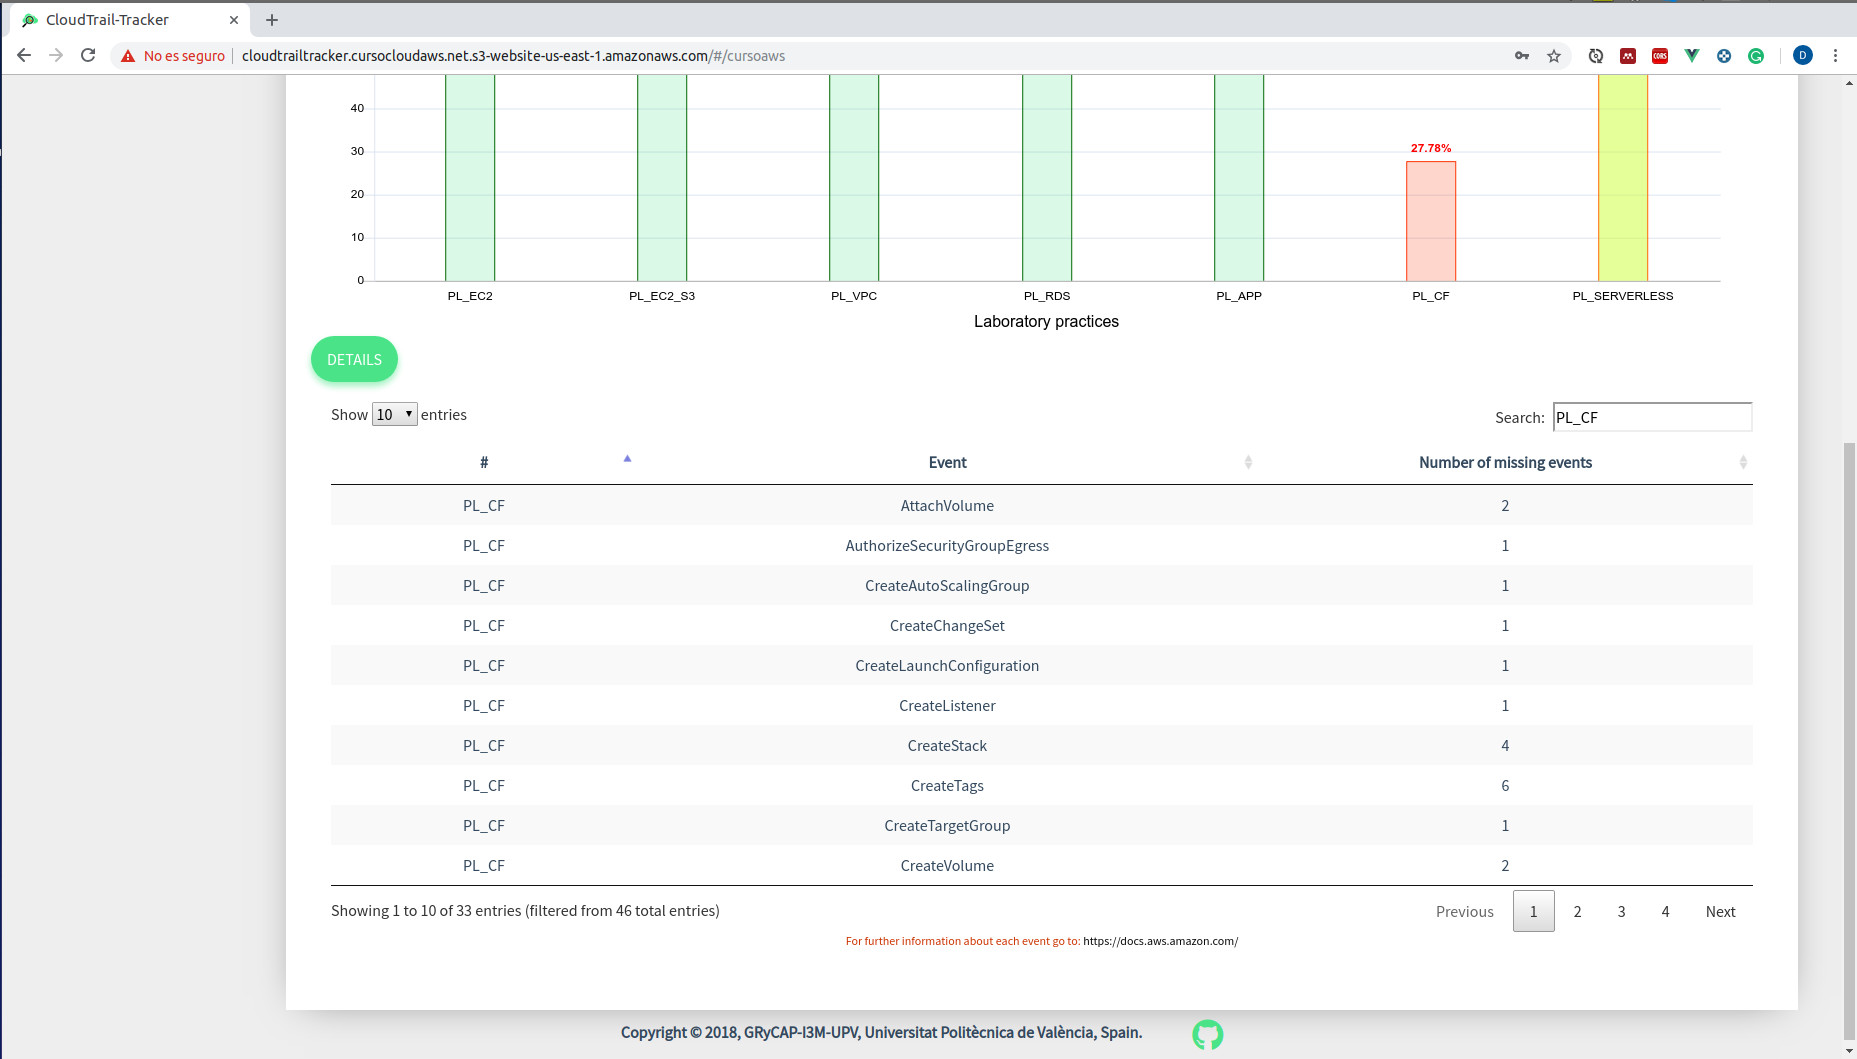 CloudTrail-Tracker
No es seguro cloudtrailtracker.cursocloudaws.net.s3-website-us-east-1.amazonaws.com/#/cursoaws
CORS
D
40
30
20
10
0
27.78%
PL_EC2 PL_EC2_S3 PL_VPC PL_RDS PL_APP PL_CF PL_SERVERLESS
Laboratory practices
DETAILS
Show 10 entries
Search: PL_CF
# Event Number of missing events
PL_CF AttachVolume 2
PL_CF AuthorizeSecurityGroupEgress 1
PL_CF CreateAutoScalingGroup 1
PL_CF CreateChangeSet 1
PL_CF CreateLaunchConfiguration 1
PL_CF CreateListener 1
PL_CF CreateStack 4
PL_CF CreateTags 6
PL_CF CreateTargetGroup 1
PL_CF CreateVolume 2
Showing 1 to 10 of 33 entries (filtered from 46 total entries)
Previous 1 2 3 4 Next
For further information about each event go to: https://docs.aws.amazon.com/
Copyright © 2018, GRyCAP-I3M-UPV, Universitat Politècnica de València, Spain.